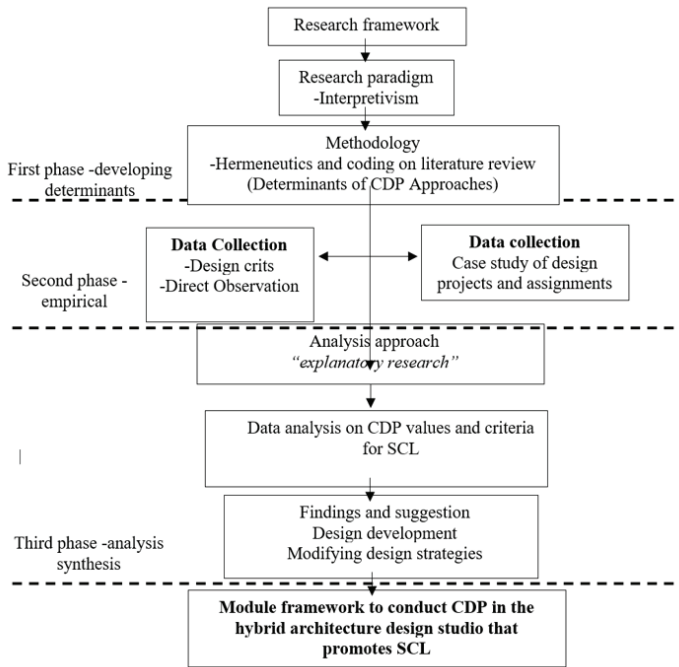 Research framework
Research paradigm
-Interpretivism
Methodology
-Hermeneutics and coding on literature review
(Determinants of CDP Approaches)
First phase -developing
determinants
Data Collection
-Design crits
-Direct Observation
Data collection
Case study of design
projects and assignments
Second phase -
empirical
Analysis approach
“explanatory research”
Data analysis on CDP values and criteria
for SCL
Findings and suggestion
Design development
Modifying design strategies
Third phase -analysis
synthesis
Module framework to conduct CDP in the
hybrid architecture design studio that
promotes SCL